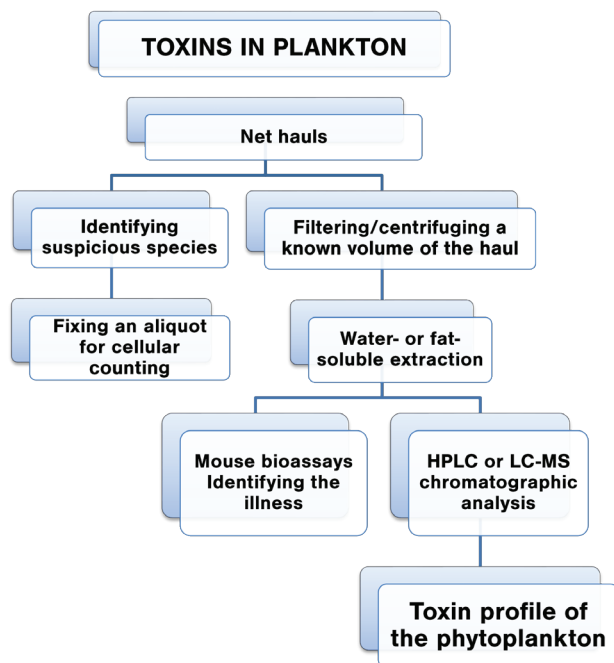 TOXINS IN PLANKTON
Net hauls
Identifying
suspicious species
Filtering/centrifuging a
known volume of the haul
Fixing an aliquot
for cellular
counting
Water- or fat-
soluble extraction
Mouse bioassays
Identifying the
illness
HPLC or LC-MS
chromatographic
analysis
Toxin profile of
the phytoplankton